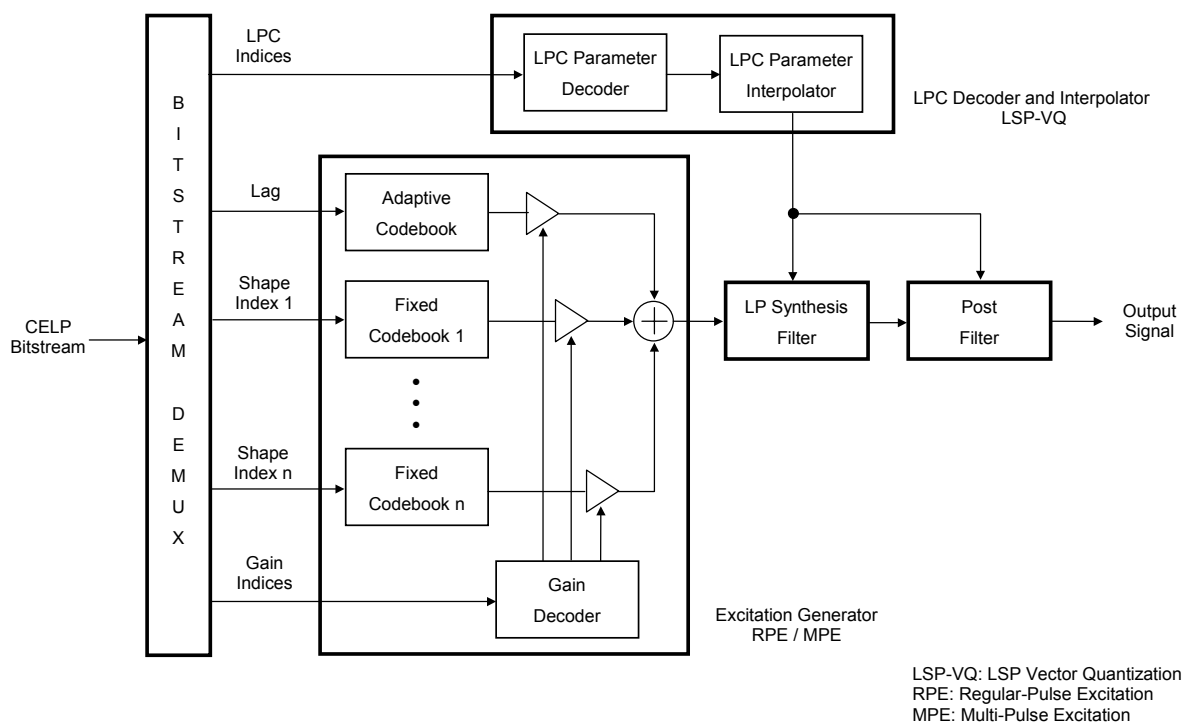 LPC
Indices
LPC Parameter
Decoder
LPC Parameter
Interpolator
LPC Decoder and Interpolator
LSP-VQ
BITSTREAM DEMUX
Lag
Adaptive
Codebook
Shape
Index 1
Fixed
Codebook 1
CELP
Bitstream
LP Synthesis
Filter
Post
Filter
Output
Signal
Shape
Index n
Fixed
Codebook n
Gain
Indices
Gain
Decoder
Excitation Generator
RPE / MPE
LSP-VQ: LSP Vector Quantization
RPE: Regular-Pulse Excitation
MPE: Multi-Pulse Excitation